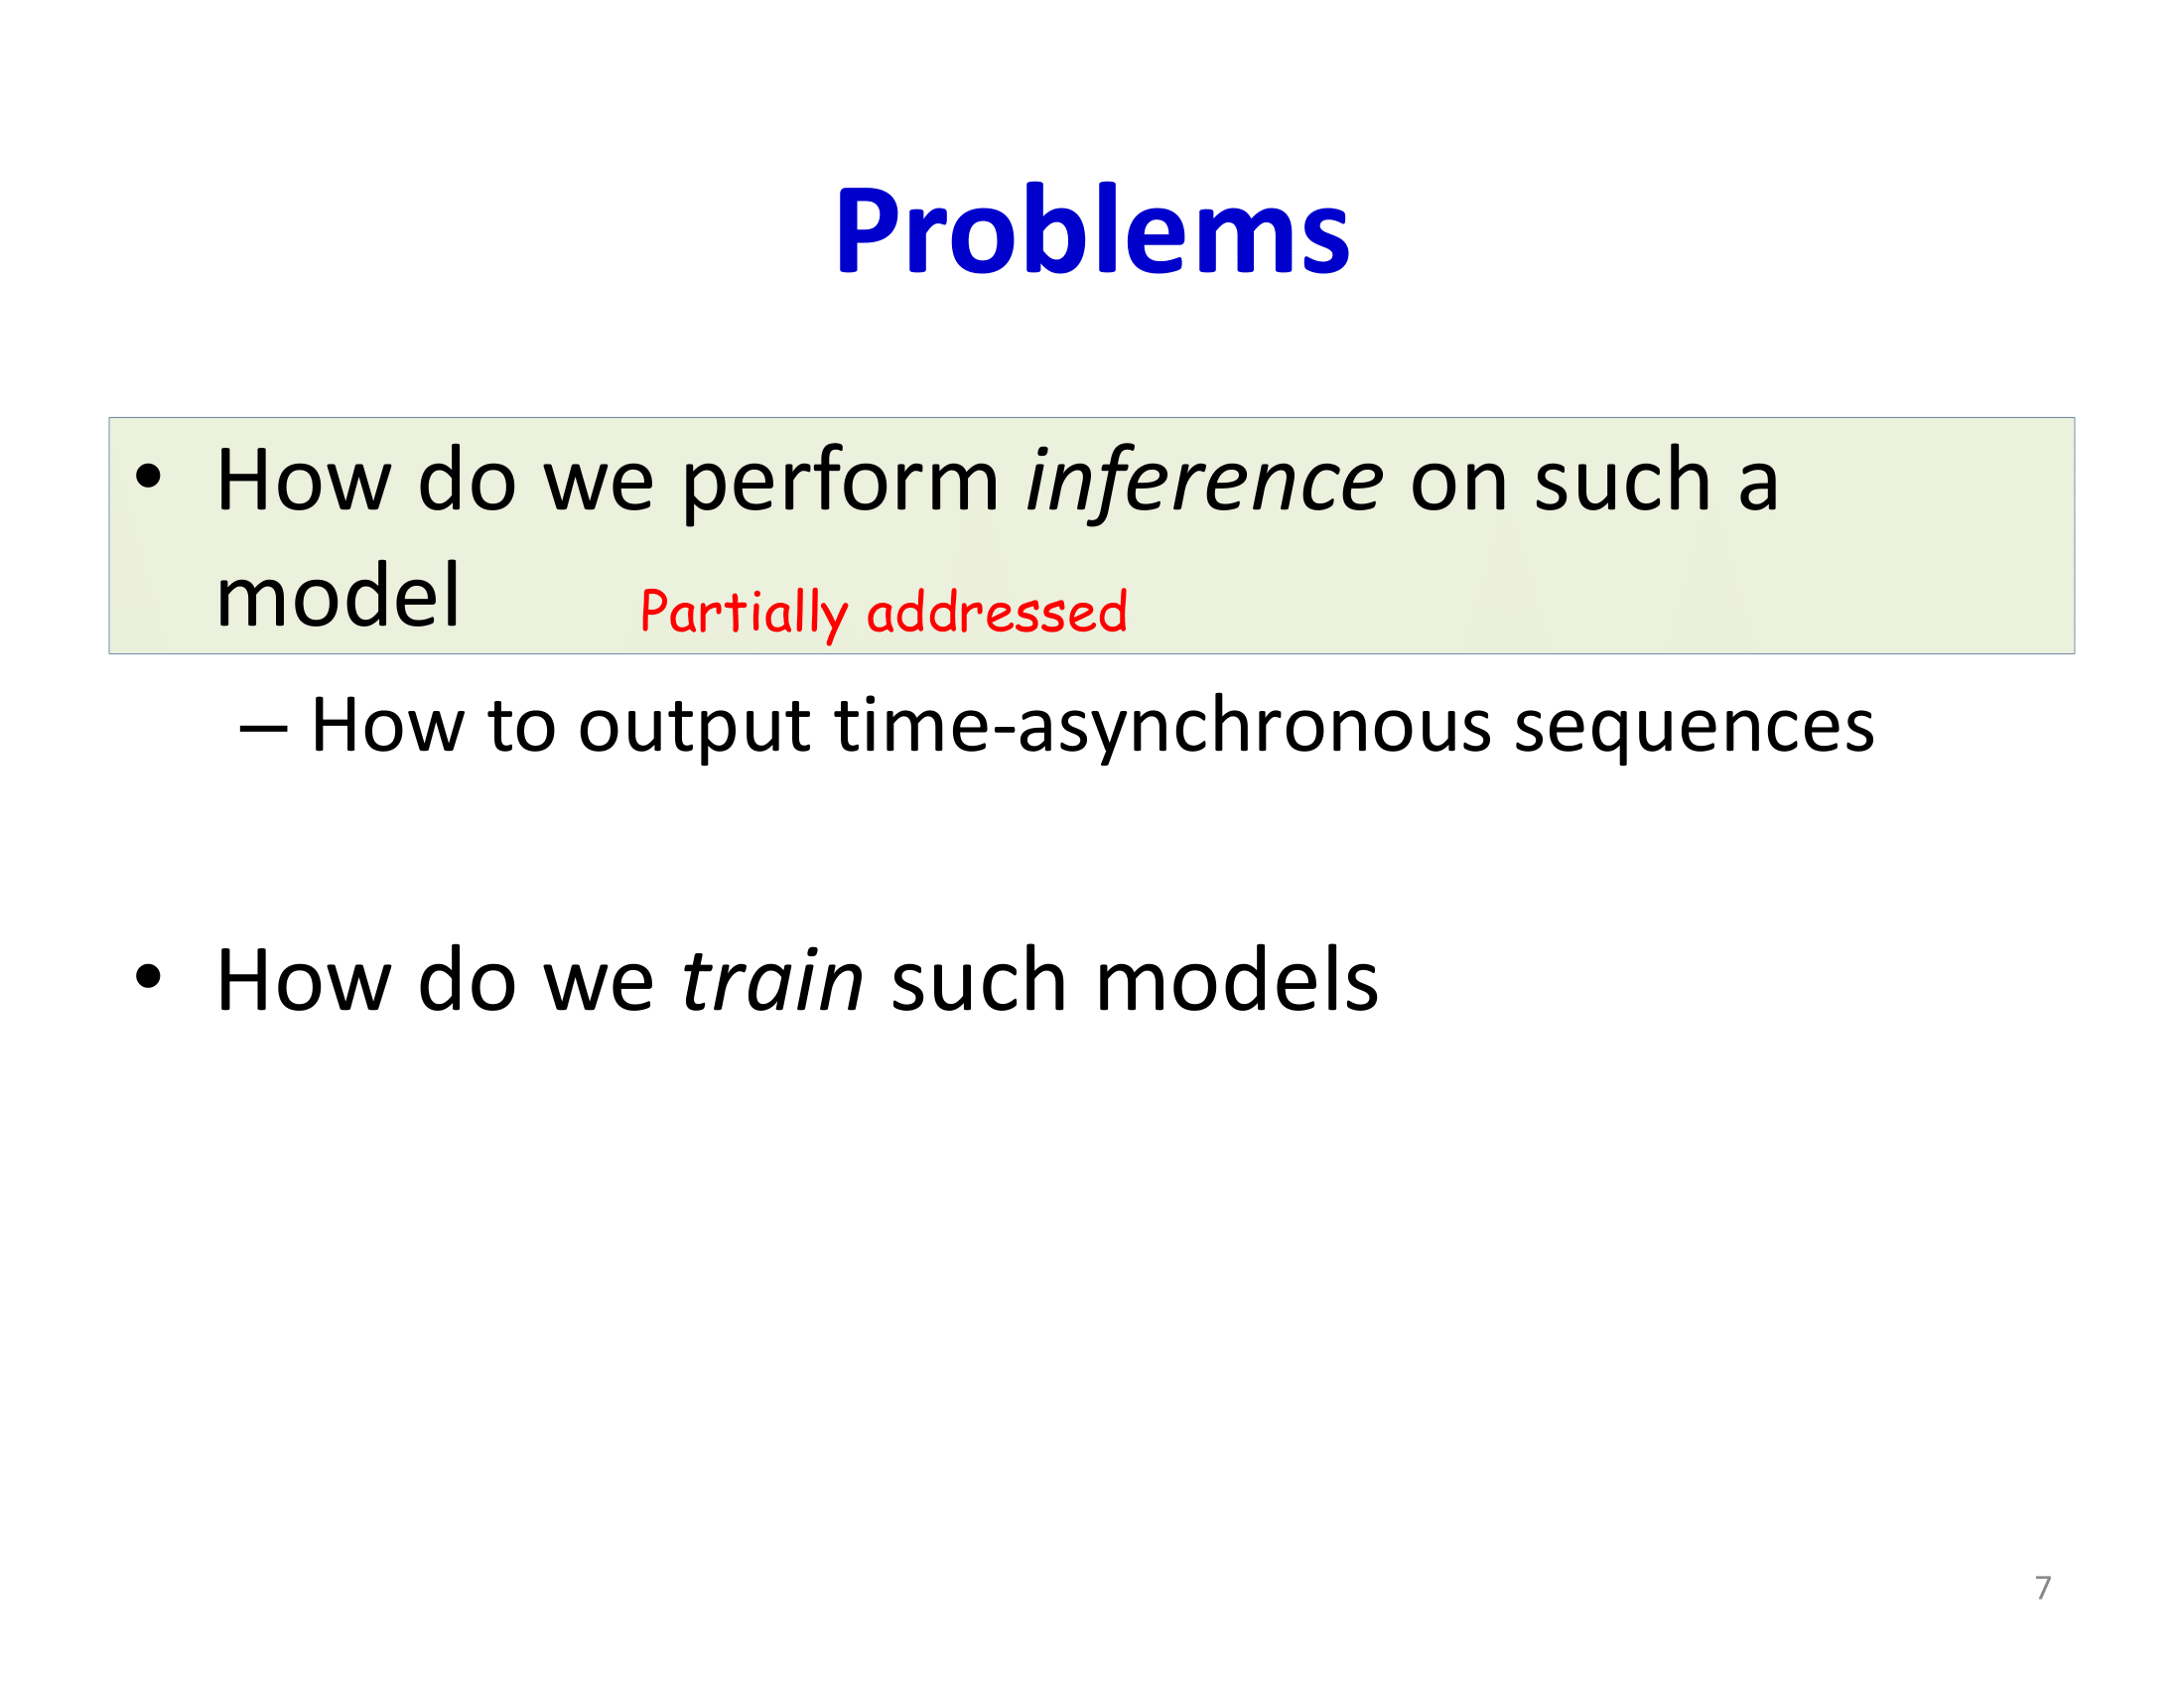 Problems
• How do we perform inference on such a
model Partially addressed
– How to output time-asynchronous sequences
• How do we train such models
7